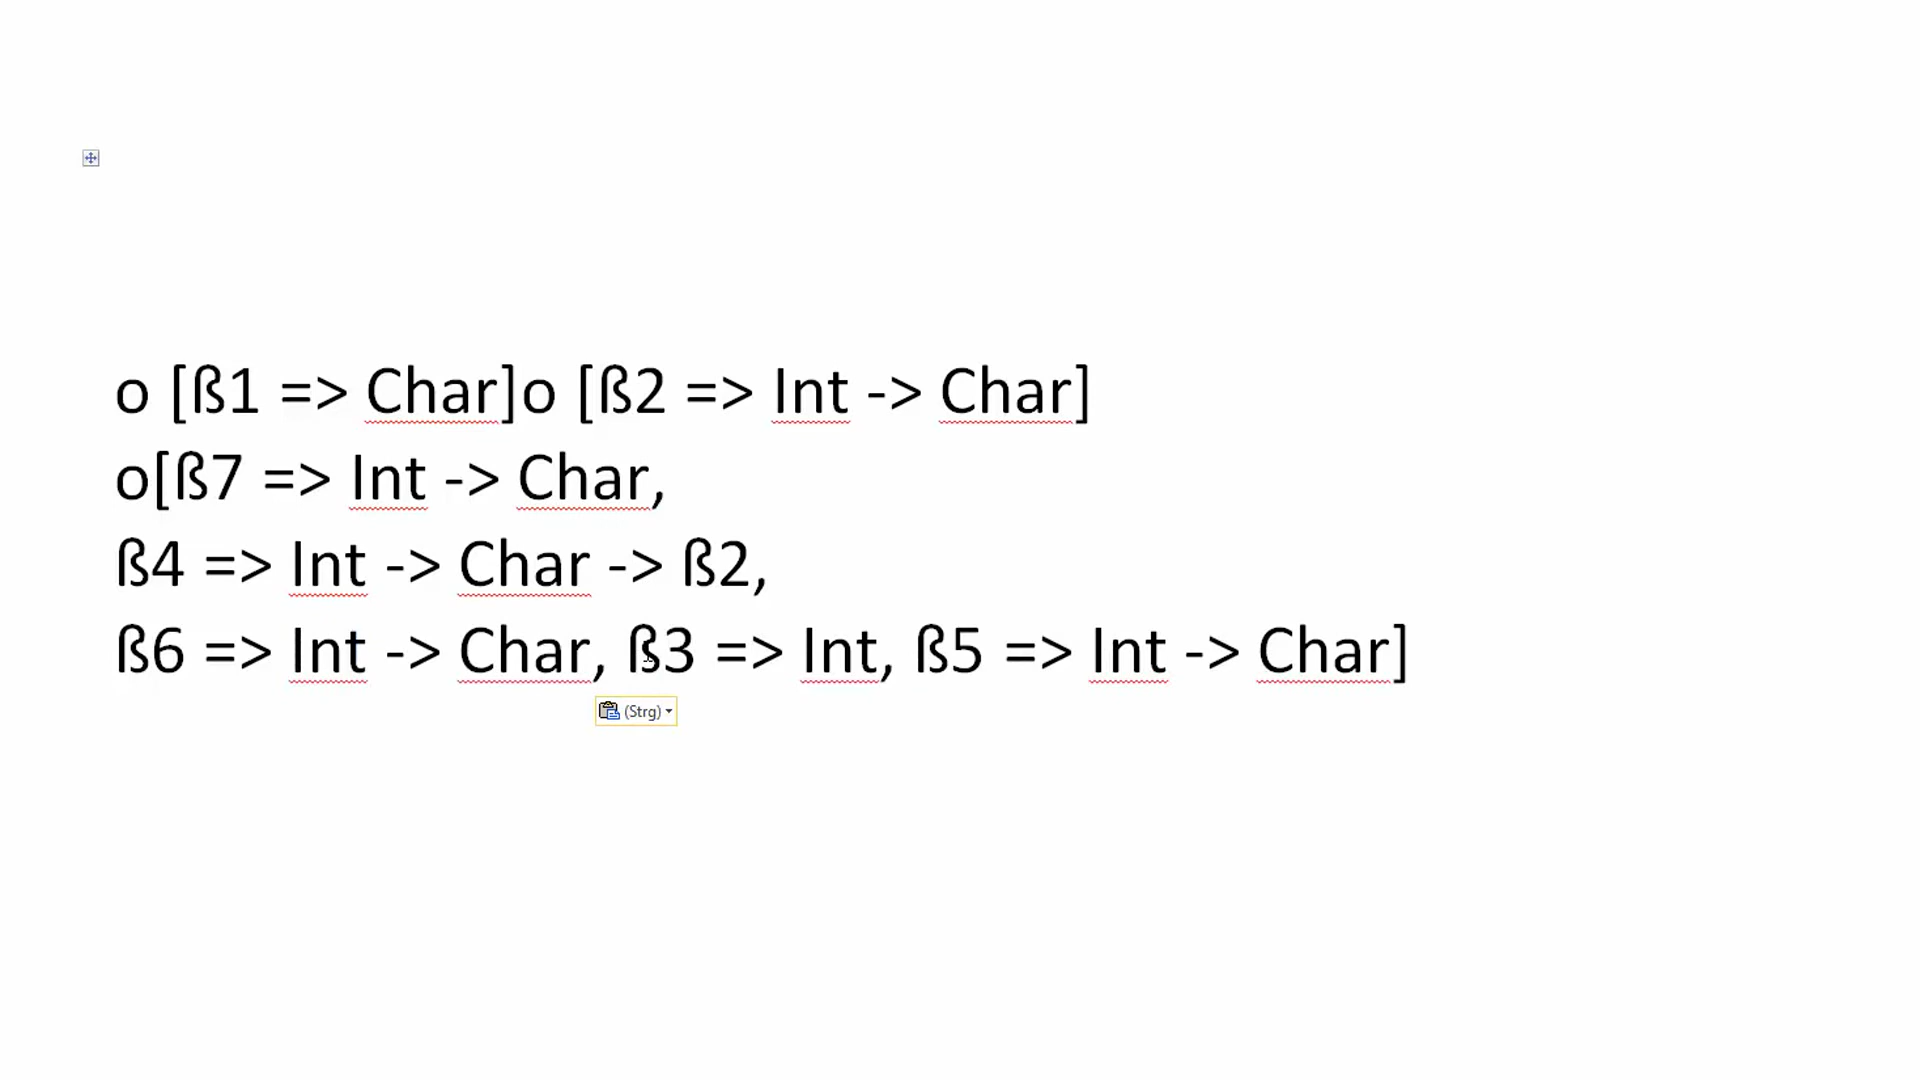 o [ß1 => Char]o [ß2 => Int -> Char]
o[ß7 => Int -> Char,
ß4 => Int -> Char -> ß2,
ß6 => Int -> Char, ß3 => Int, ß5 => Int -> Char]
(Strg)